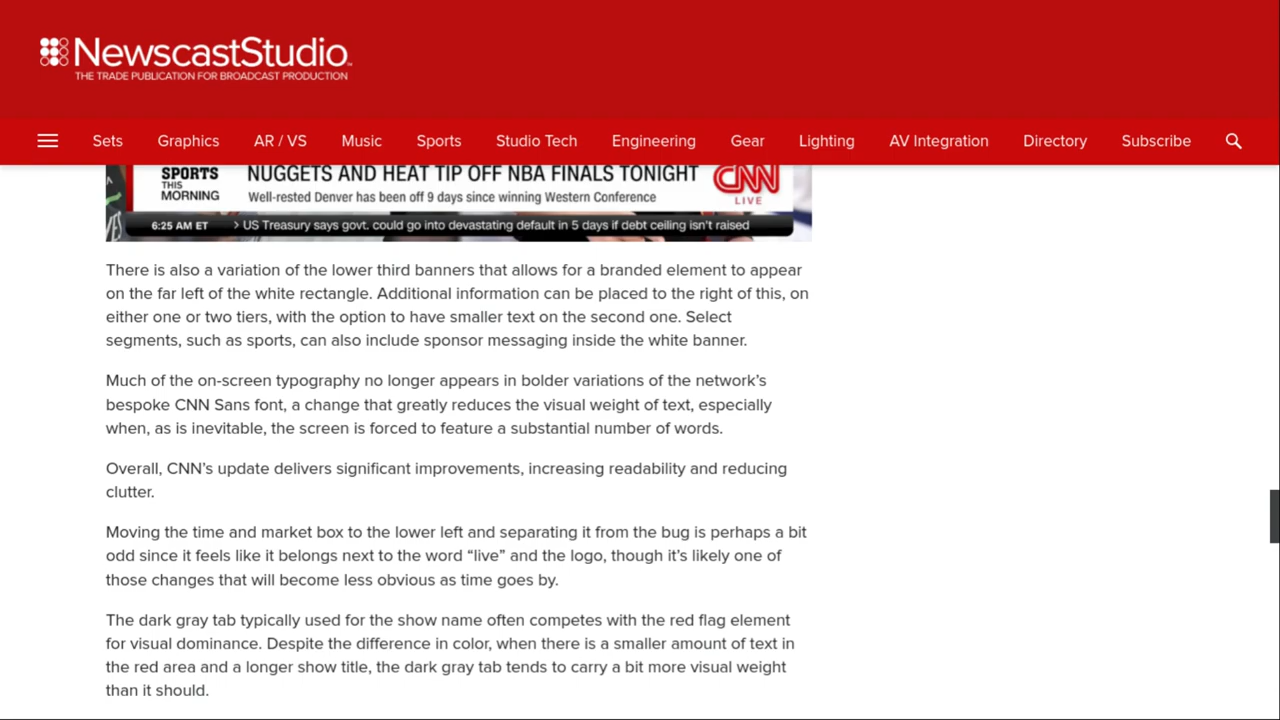 NewscastStudio
THE TRADE PUBLICATION FOR BROADCAST PRODUCTION
Sets Graphics AR / VS Music Sports Studio Tech Engineering Gear Lighting AV Integration Directory Subscribe
SPORTS
THIS
MORNING
NUGGETS AND HEAT TIP OFF NBA FINALS TONIGHT
Well-rested Denver has been off 9 days since winning Western Conference
CNN
LIVE
6:25 AM ET > US Treasury says govt. could go into devastating default in 5 days if debt ceiling isn't raised
There is also a variation of the lower third banners that allows for a branded element to appear
on the far left of the white rectangle. Additional information can be placed to the right of this, on
either one or two tiers, with the option to have smaller text on the second one. Select
segments, such as sports, can also include sponsor messaging inside the white banner.
Much of the on-screen typography no longer appears in bolder variations of the network’s
bespoke CNN Sans font, a change that greatly reduces the visual weight of text, especially
when, as is inevitable, the screen is forced to feature a substantial number of words.
Overall, CNN’s update delivers significant improvements, increasing readability and reducing
clutter.
Moving the time and market box to the lower left and separating it from the bug is perhaps a bit
odd since it feels like it belongs next to the word “live” and the logo, though it’s likely one of
those changes that will become less obvious as time goes by.
The dark gray tab typically used for the show name often competes with the red flag element
for visual dominance. Despite the difference in color, when there is a smaller amount of text in
the red area and a longer show title, the dark gray tab tends to carry a bit more visual weight
than it should.